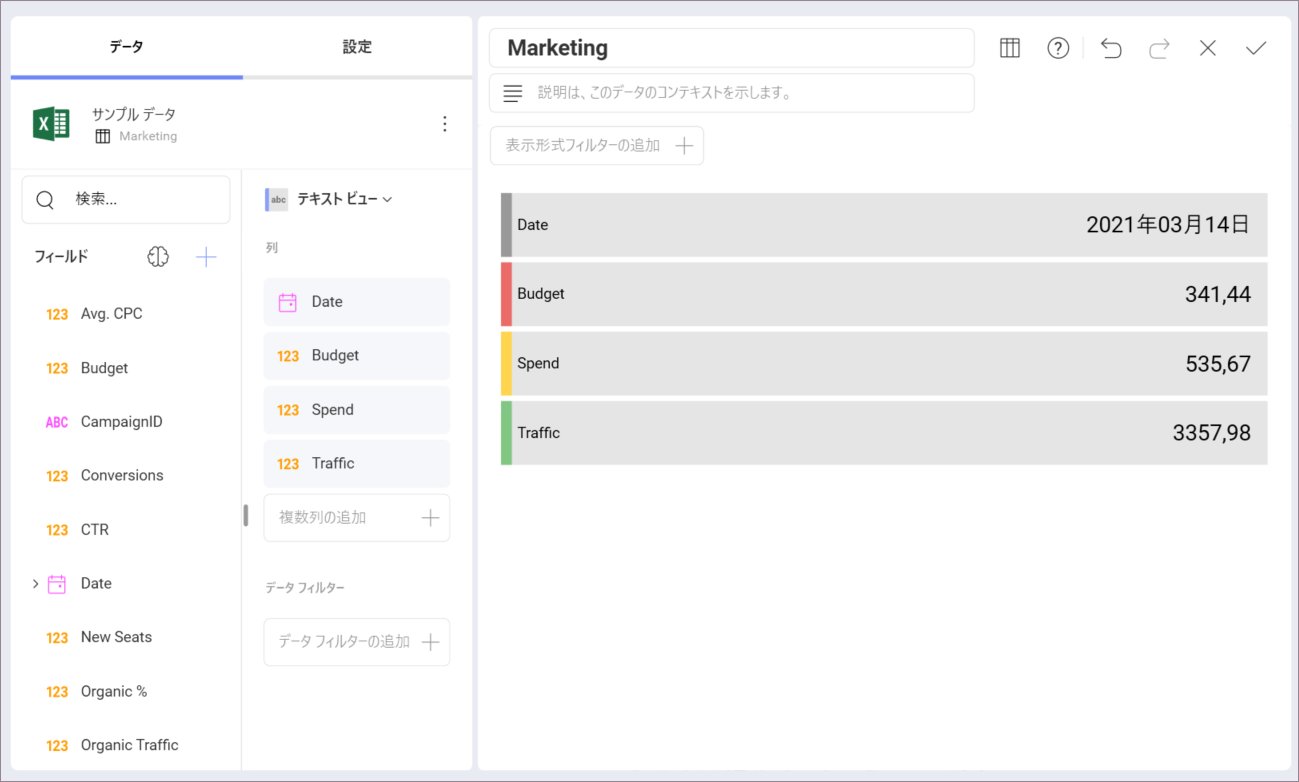 データ
設定
サンプル データ
Marketing
検索...
フィールド
123 Avg. CPC
123 Budget
ABC CampaignID
123 Conversions
123 CTR
Date
123 New Seats
123 Organic %
123 Organic Traffic
abc テキスト ビュー
列
Date
123 Budget
123 Spend
123 Traffic
複数列の追加
データ フィルター
データ フィルターの追加
Marketing
説明は、このデータのコンテキストを示します。
表示形式フィルターの追加
Date 2021年03月14日
Budget 341,44
Spend 535,67
Traffic 3357,98